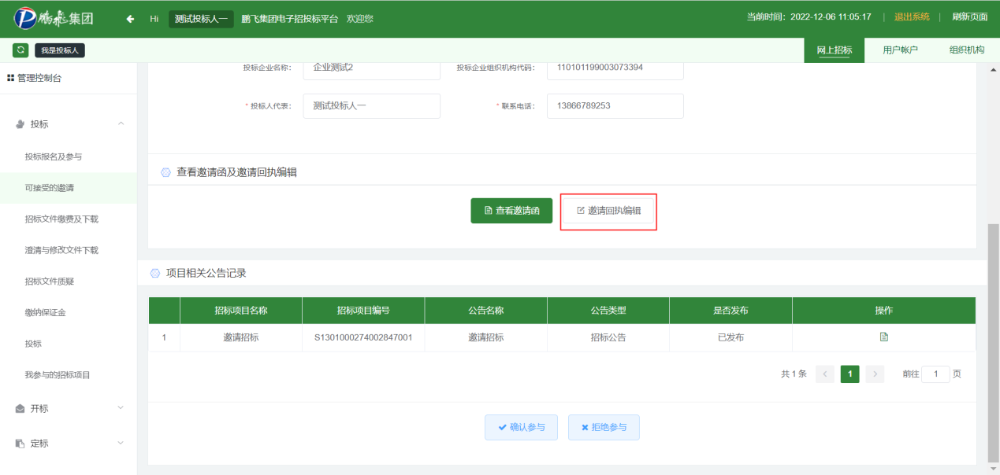 鹏飞集团 Hi 测试投标人一 鹏飞集团电子招投标平台 欢迎您 当前时间：2022-12-06 11:05:17 | 退出系统 | 刷新页面
我是投标人 网上招标 用户帐户 组织机构
管理控制台
投标
投标报名及参与
可接受的邀请
招标文件缴费及下载
澄清与修改文件下载
招标文件质疑
缴纳保证金
投标
我参与的招标项目
开标
定标
投标企业名称： 企业测试2 投标企业组织机构代码： 110101199003073394
* 投标人代表： 测试投标人一 * 联系电话： 13866789253
查看邀请函及邀请回执编辑
查看邀请函 邀请回执编辑
项目相关公告记录
招标项目名称 招标项目编号 公告名称 公告类型 是否发布 操作
1 邀请招标 S1301000274002847001 邀请招标 招标公告 已发布
共 1 条 < 1 > 前往 1 页
确认参与 拒绝参与